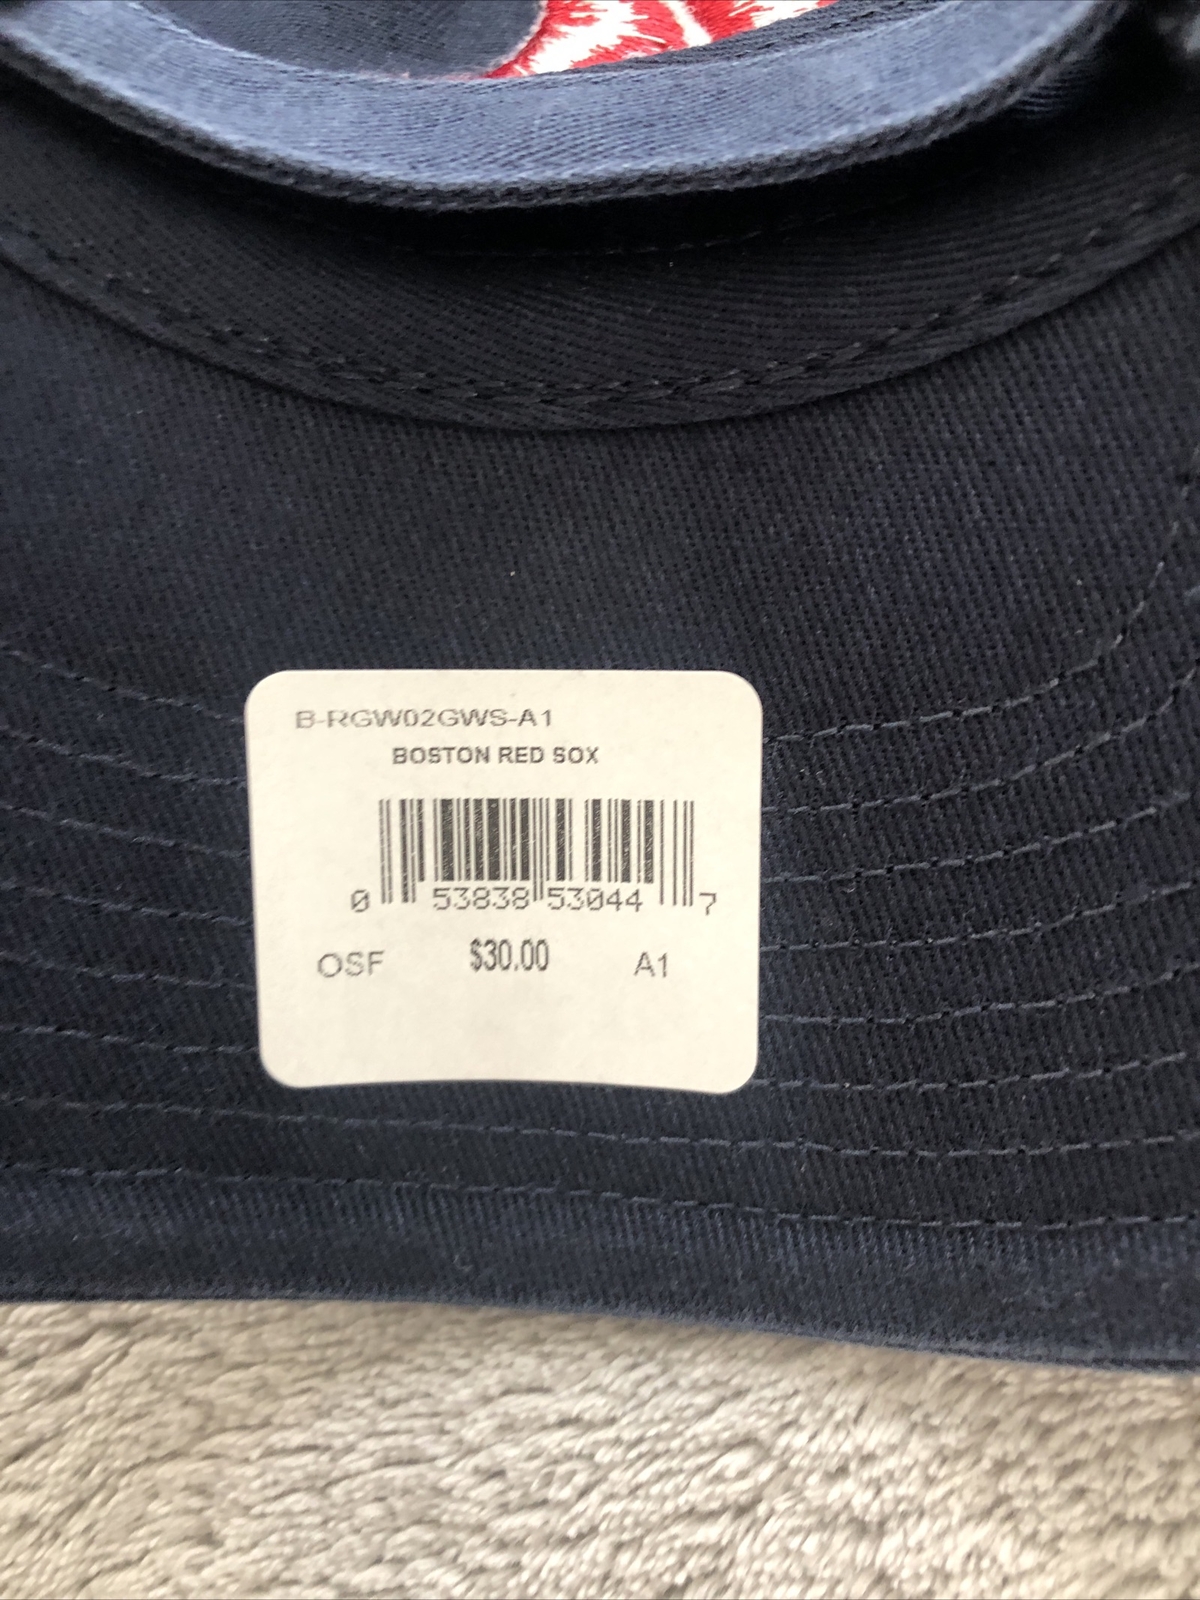 B-RGW02GWS-A1
BOSTON RED SOX
0 53838 53044 7
OSF $30.00 A1